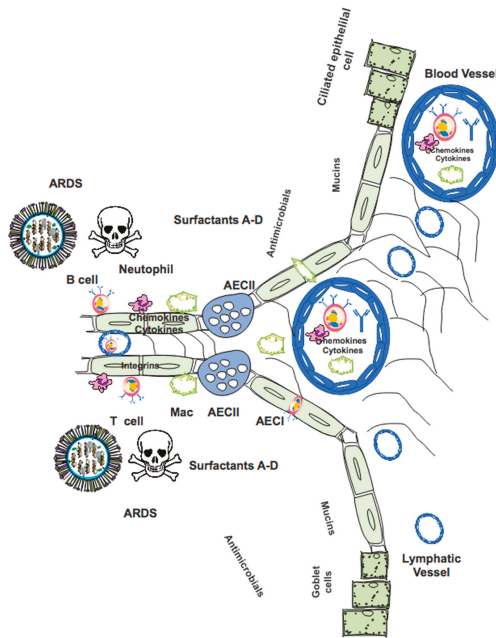 Ciliated epithelilal
cell
Blood Vessel
Chemokines
Cytokines
Mucins
ARDS
Surfactants A-D
Antimicrobials
Neutophil
B cell
AECII
Chemokines
Cytokines
Chemokines
Cytokines
Integrins
T cell
Mac
AECII
AECI
Surfactants A-D
ARDS
Mucins
Antimicrobials
Goblet
cells
Lymphatic
Vessel